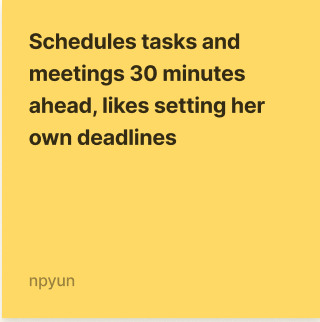 Schedules tasks and
meetings 30 minutes
ahead, likes setting her
own deadlines
npyun